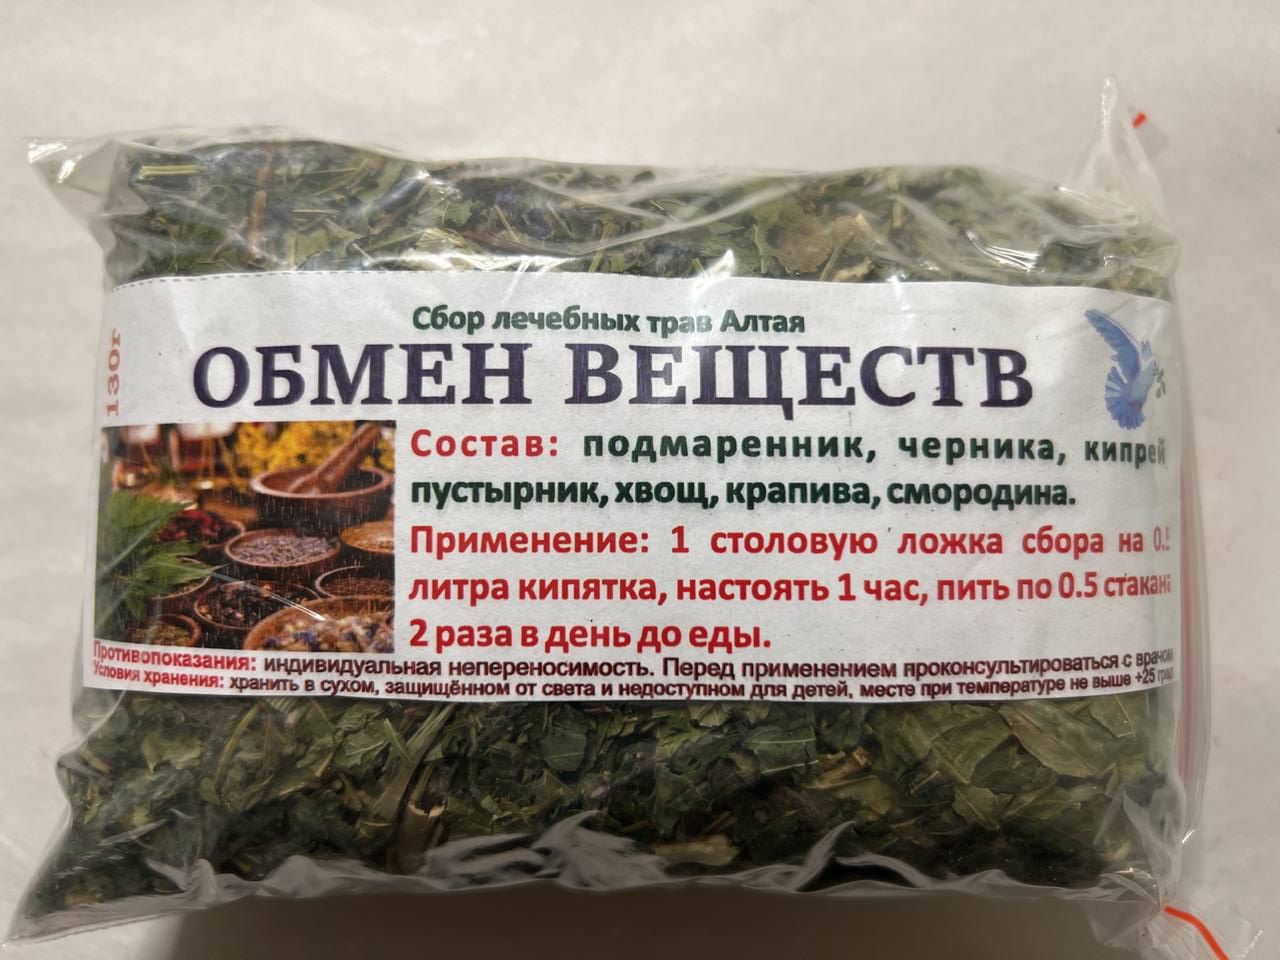 Сбор лечебных трав Алтая
ОБМЕН ВЕЩЕСТВ
130г
Состав: подмаренник, черника, кипрей,
пустырник, хвощ, крапива, смородина.
Применение: 1 столовую ложка сбора на 0.5
литра кипятка, настоять 1 час, пить по 0.5 стакана
2 раза в день до еды.
Противопоказания: индивидуальная непереносимость. Перед применением проконсультироваться с врачом
Условия хранения: хранить в сухом, защищённом от света и недоступном для детей, месте при температуре не выше +25 град